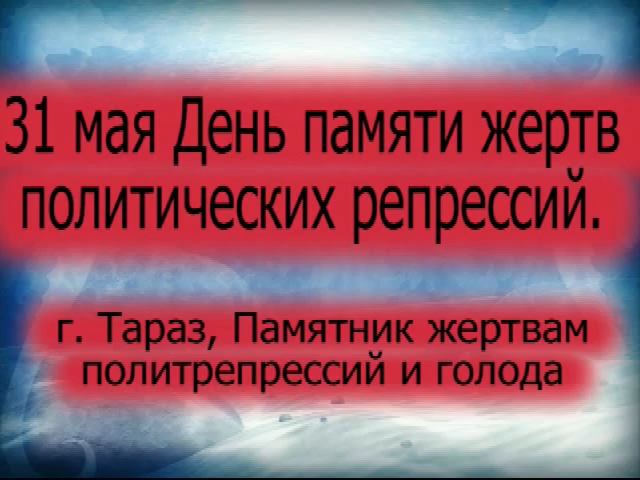 31 мая День памяти жертв
политических репрессий.
г. Тараз, Памятник жертвам
политрепрессий и голода